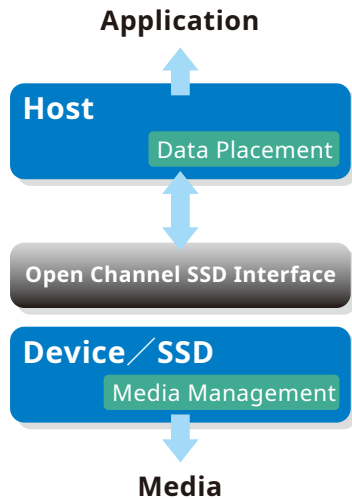 Application
Host
Data Placement
Open Channel SSD Interface
Device／SSD
Media Management
Media